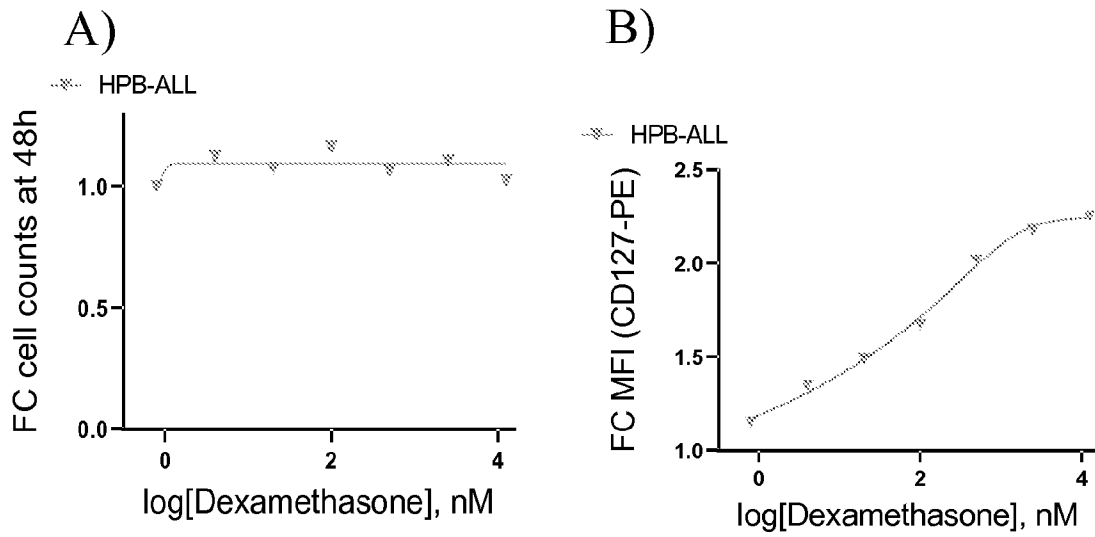 A)
HPB-ALL
FC cell counts at 48h
1.0
0.5
0.0
0 2 4
log[Dexamethasone], nM
B)
HPB-ALL
FC MFI (CD127-PE)
2.5
2.0
1.5
1.0
0 2 4
log[Dexamethasone], nM